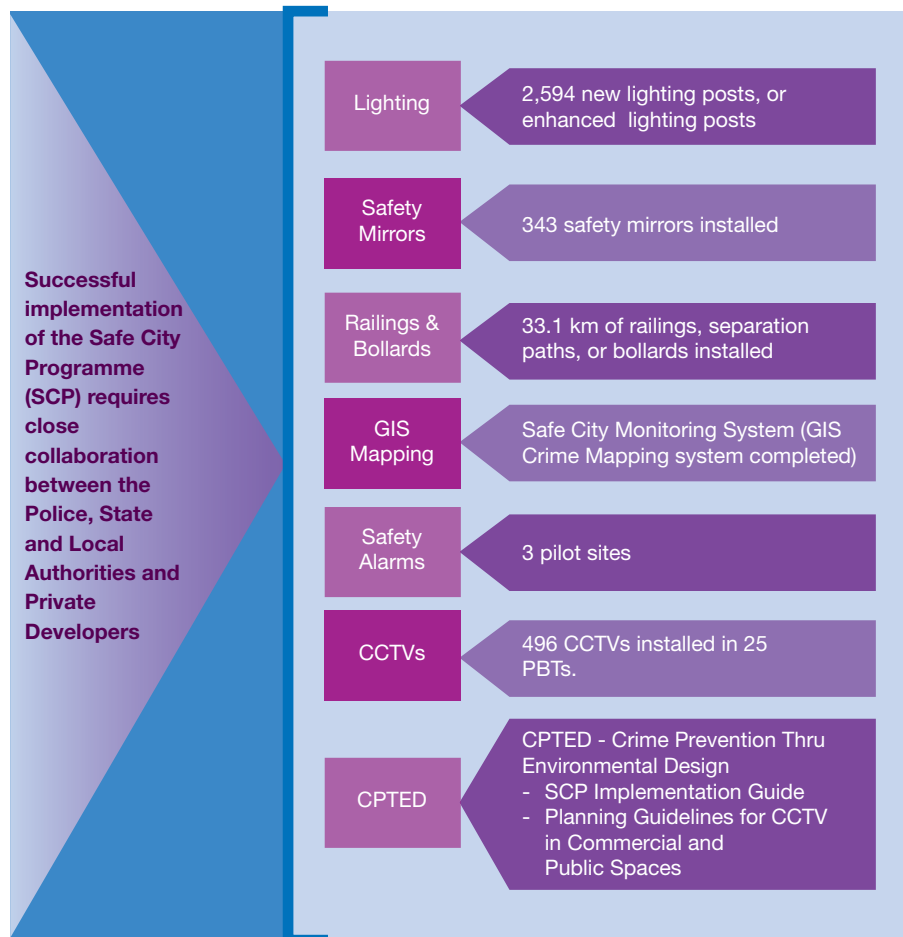 Successful
implementation
of the Safe City
Programme
(SCP) requires
close
collaboration
between the
Police, State
and Local
Authorities and
Private
Developers
Lighting
2,594 new lighting posts, or
enhanced lighting posts
Safety
Mirrors
343 safety mirrors installed
Railings &
Bollards
33.1 km of railings, separation
paths, or bollards installed
GIS
Mapping
Safe City Monitoring System (GIS
Crime Mapping system completed)
Safety
Alarms
3 pilot sites
CCTVs
496 CCTVs installed in 25
PBTs.
CPTED
CPTED - Crime Prevention Thru
Environmental Design
- SCP Implementation Guide
- Planning Guidelines for CCTV
in Commercial and
Public Spaces